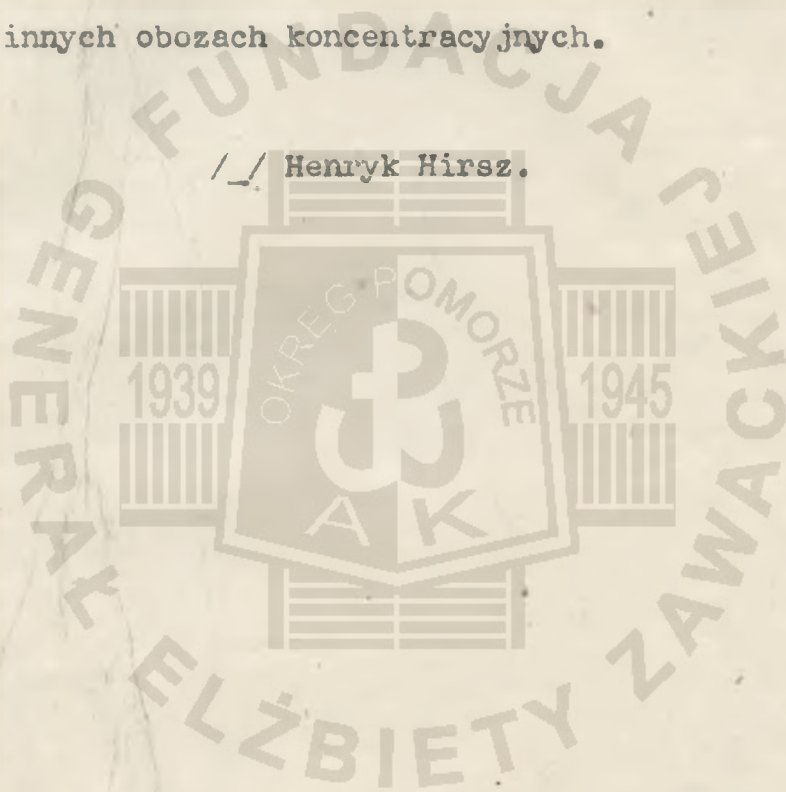 innych obozach koncentracyjnych.
/_/ Henryk Hirsz.
FUNDACJA GENERAŁ ELŻBIETY ZAWACKIEJ
OKRĘG POMORZE
1939 1945
AK